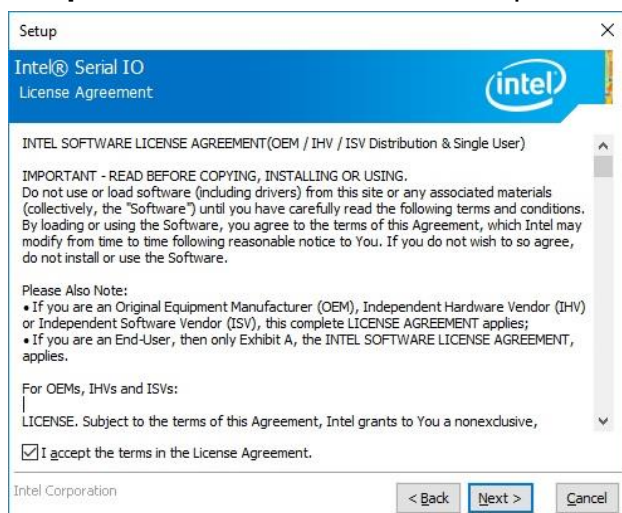 Setup
Intel® Serial IO
License Agreement
intel
INTEL SOFTWARE LICENSE AGREEMENT(OEM / IHV / ISV Distribution & Single User)
IMPORTANT - READ BEFORE COPYING, INSTALLING OR USING.
Do not use or load software (including drivers) from this site or any associated materials
(collectively, the "Software") until you have carefully read the following terms and conditions.
By loading or using the Software, you agree to the terms of this Agreement, which Intel may
modify from time to time following reasonable notice to You. If you do not wish to so agree,
do not install or use the Software.
Please Also Note:
• If you are an Original Equipment Manufacturer (OEM), Independent Hardware Vendor (IHV)
or Independent Software Vendor (ISV), this complete LICENSE AGREEMENT applies;
• If you are an End-User, then only Exhibit A, the INTEL SOFTWARE LICENSE AGREEMENT,
applies.
For OEMs, IHVs and ISVs:
LICENSE. Subject to the terms of this Agreement, Intel grants to You a nonexclusive,
I accept the terms in the License Agreement.
Intel Corporation
< Back Next > Cancel